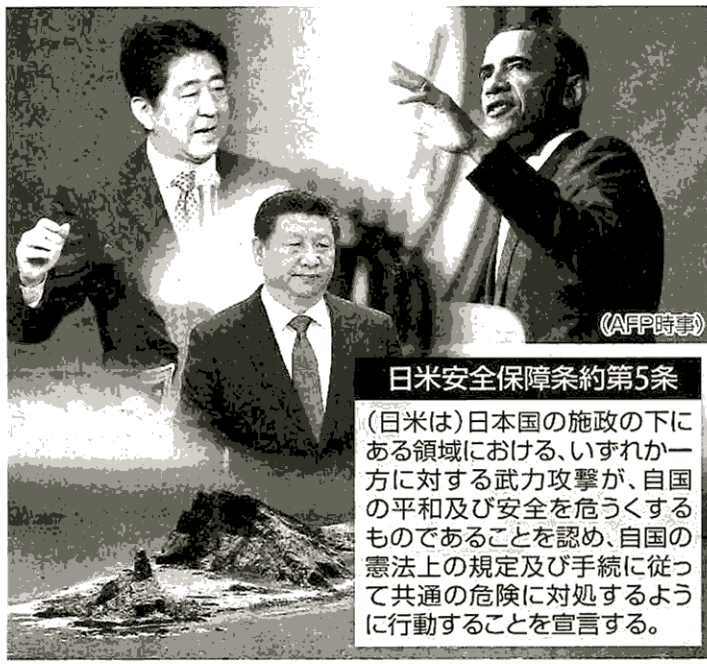 (AFP時事)
日米安全保障条約第5条
(日米は)日本国の施政の下に
ある領域における、いずれか一
方に対する武力攻撃が、自国
の平和及び安全を危うくする
ものであることを認め、自国の
憲法上の規定及び手続に従っ
て共通の危険に対処するよう
に行動することを宣言する。